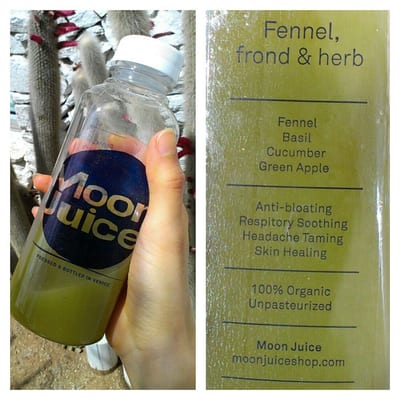 Moon
Juice
PRESSED & BOTTLED IN VENICE
Fennel,
frond & herb
Fennel
Basil
Cucumber
Green Apple
Anti-bloating
Respitory Soothing
Headache Taming
Skin Healing
100% Organic
Unpasteurized
Moon Juice
moonjuiceshop.com